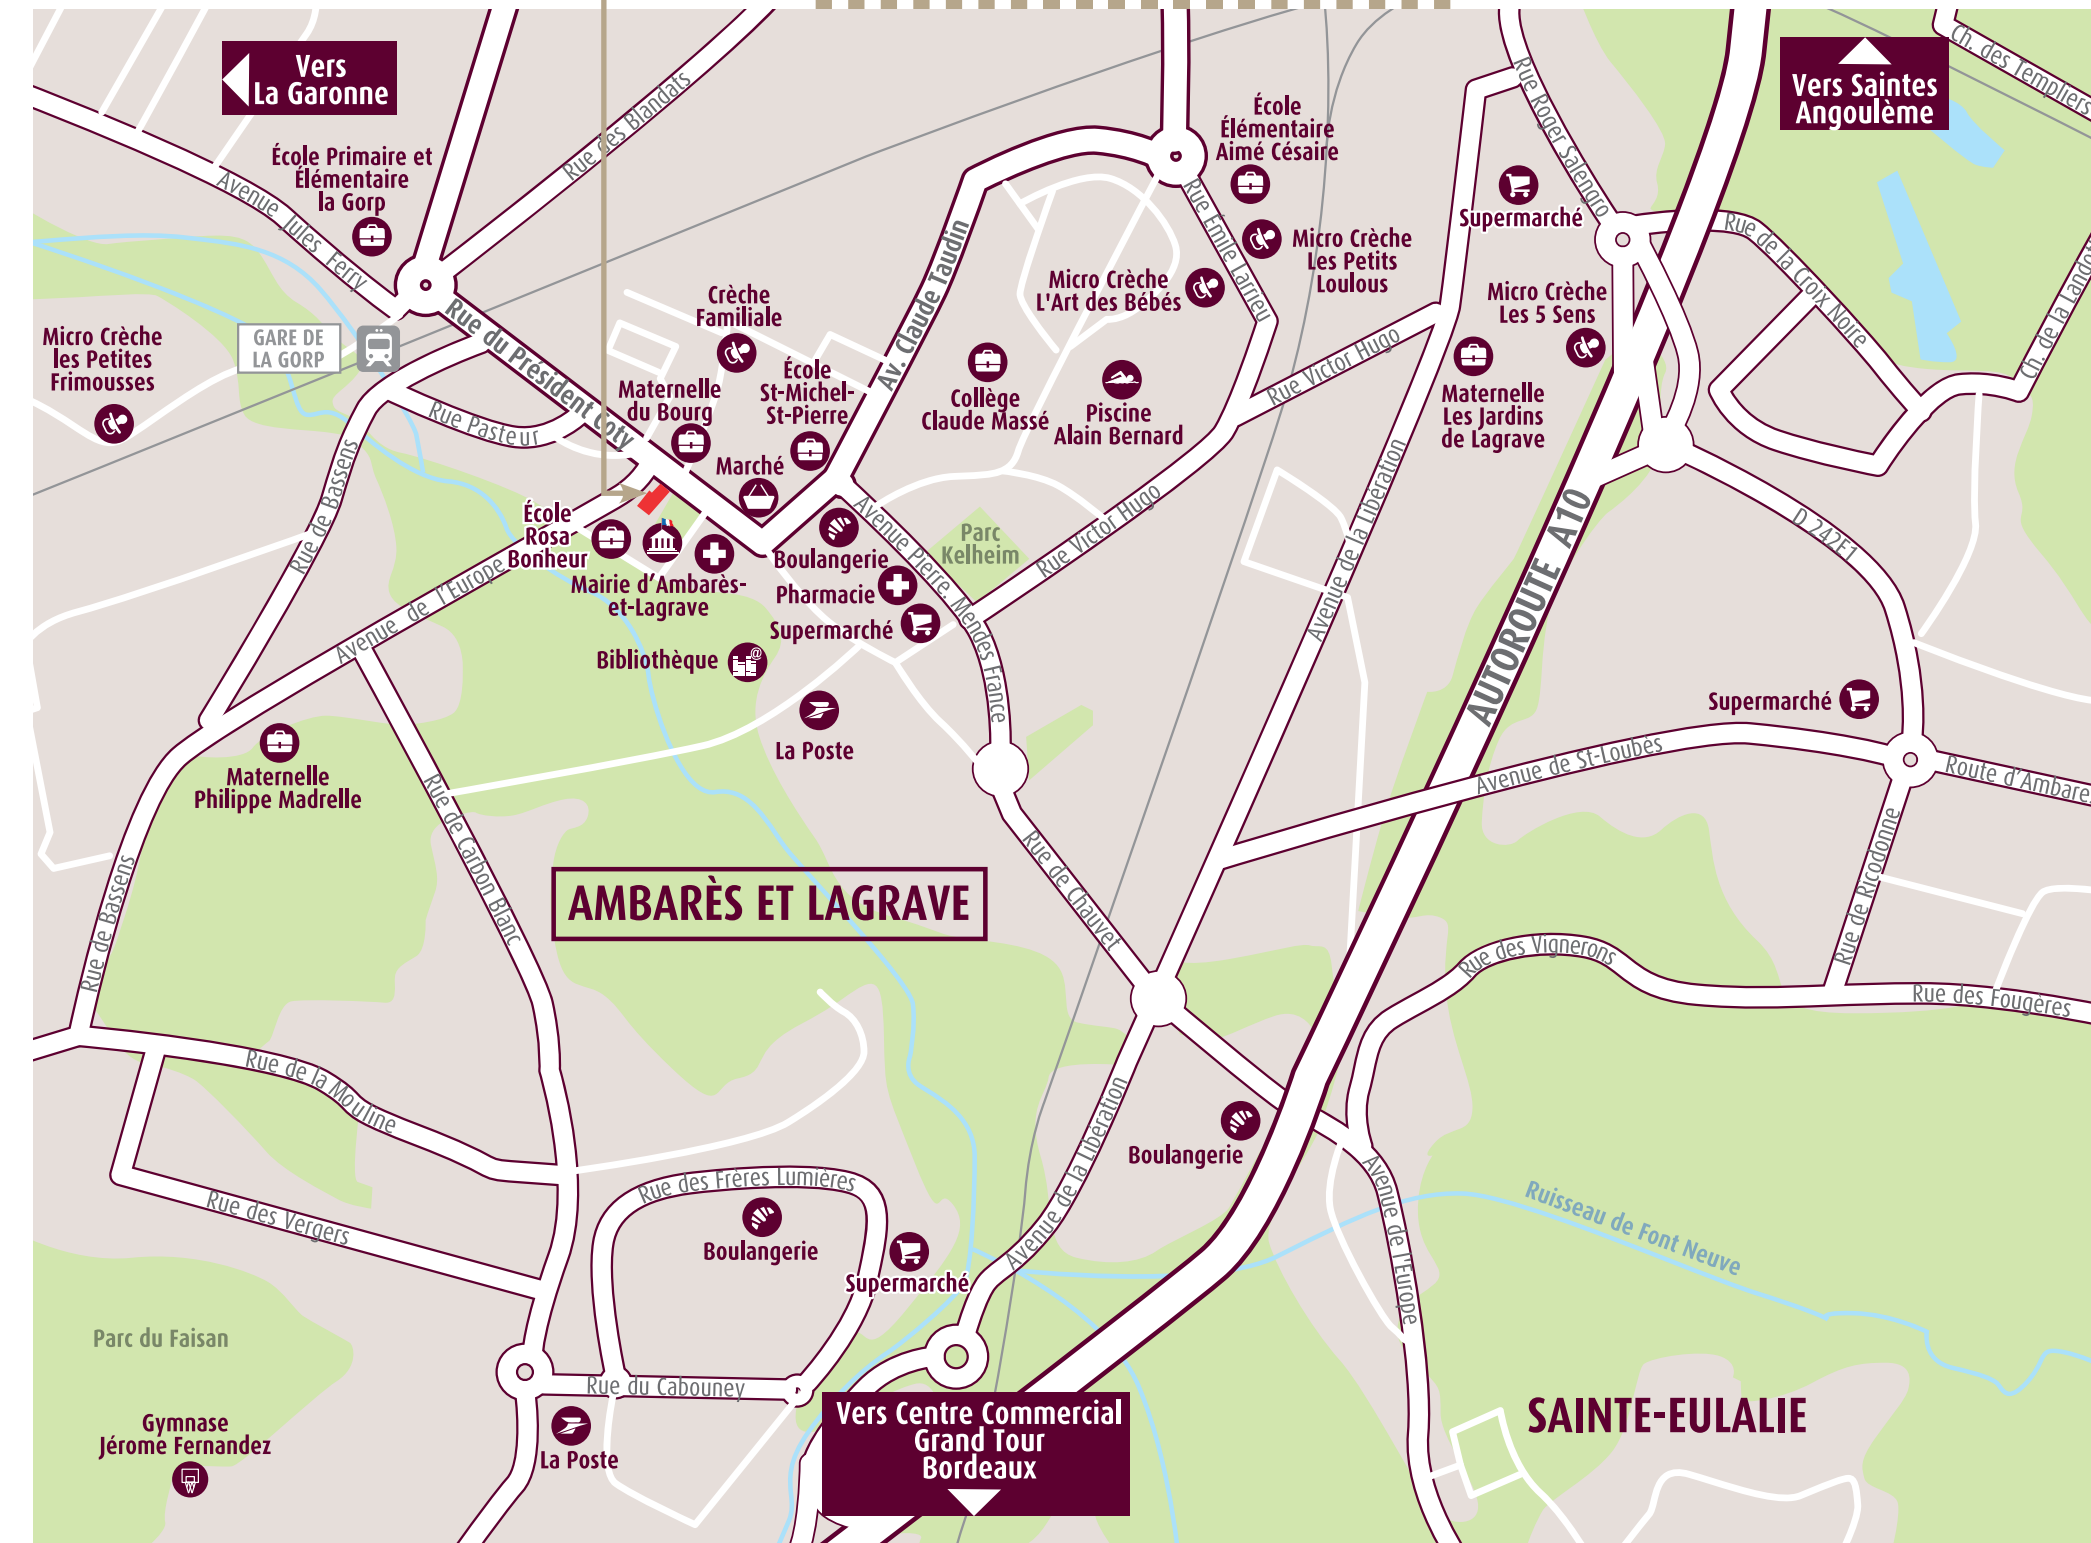 Vers
La Garonne
Vers Saintes
Angoulème
Ch. des Templiers
Rue des Blandats
Rue Roger Salengro
École
Élémentaire
Aimé Césaire
École Primaire et
Élémentaire
la Gorp
Avenue Jules Ferry
Supermarché
Rue Emile Larrieu
Micro Crèche
Les Petits
Loulous
Rue de la Croix Noire
Av. Claude Taudin
Micro Crèche
L'Art des Bébés
Crèche
Familiale
Micro Crèche
Les 5 Sens
Rue du Président Coty
GARE DE
LA GORP
Micro Crèche
les Petites
Frimousses
Rue Victor Hugo
École
St-Michel-
St-Pierre
Maternelle
du Bourg
Collège
Claude Massé
Piscine
Alain Bernard
Maternelle
Les Jardins
de Lagrave
Rue Pasteur
Marché
Rue de Bassens
École
Rosa
Bonheur
Boulangerie
Avenue Pierre. Mendes France
Parc
Kelheim
Rue Victor Hugo
Avenue de la Libération
AUTOROUTE A10
D 242E1
Avenue de l'Europe
Mairie d'Ambarès-
et-Lagrave
Pharmacie
Supermarché
Bibliothèque
La Poste
Supermarché
Avenue de St-Loubès
Route d'Ambare
Maternelle
Philippe Madrelle
Rue de Carbon Blanc
AMBARÈS ET LAGRAVE
Rue de Chauvet
Rue de Ricodonne
Rue de Bassens
Rue des Vignerons
Rue des Fougères
Rue de la Mouline
Avenue de la Libération
Boulangerie
Rue des Vergers
Rue des Frères Lumières
Boulangerie
Supermarché
Avenue de l'Europe
Ruisseau de Font Neuve
Parc du Faisan
Rue du Cabouney
Gymnase
Jérome Fernandez
La Poste
Vers Centre Commercial
Grand Tour
Bordeaux
SAINTE-EULALIE